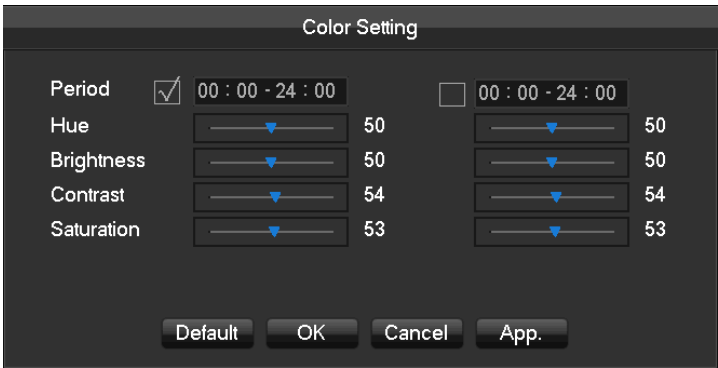 Color Setting
Period 00 : 00 - 24 : 00 00 : 00 - 24 : 00
Hue 50 50
Brightness 50 50
Contrast 54 54
Saturation 53 53
Default OK Cancel App.